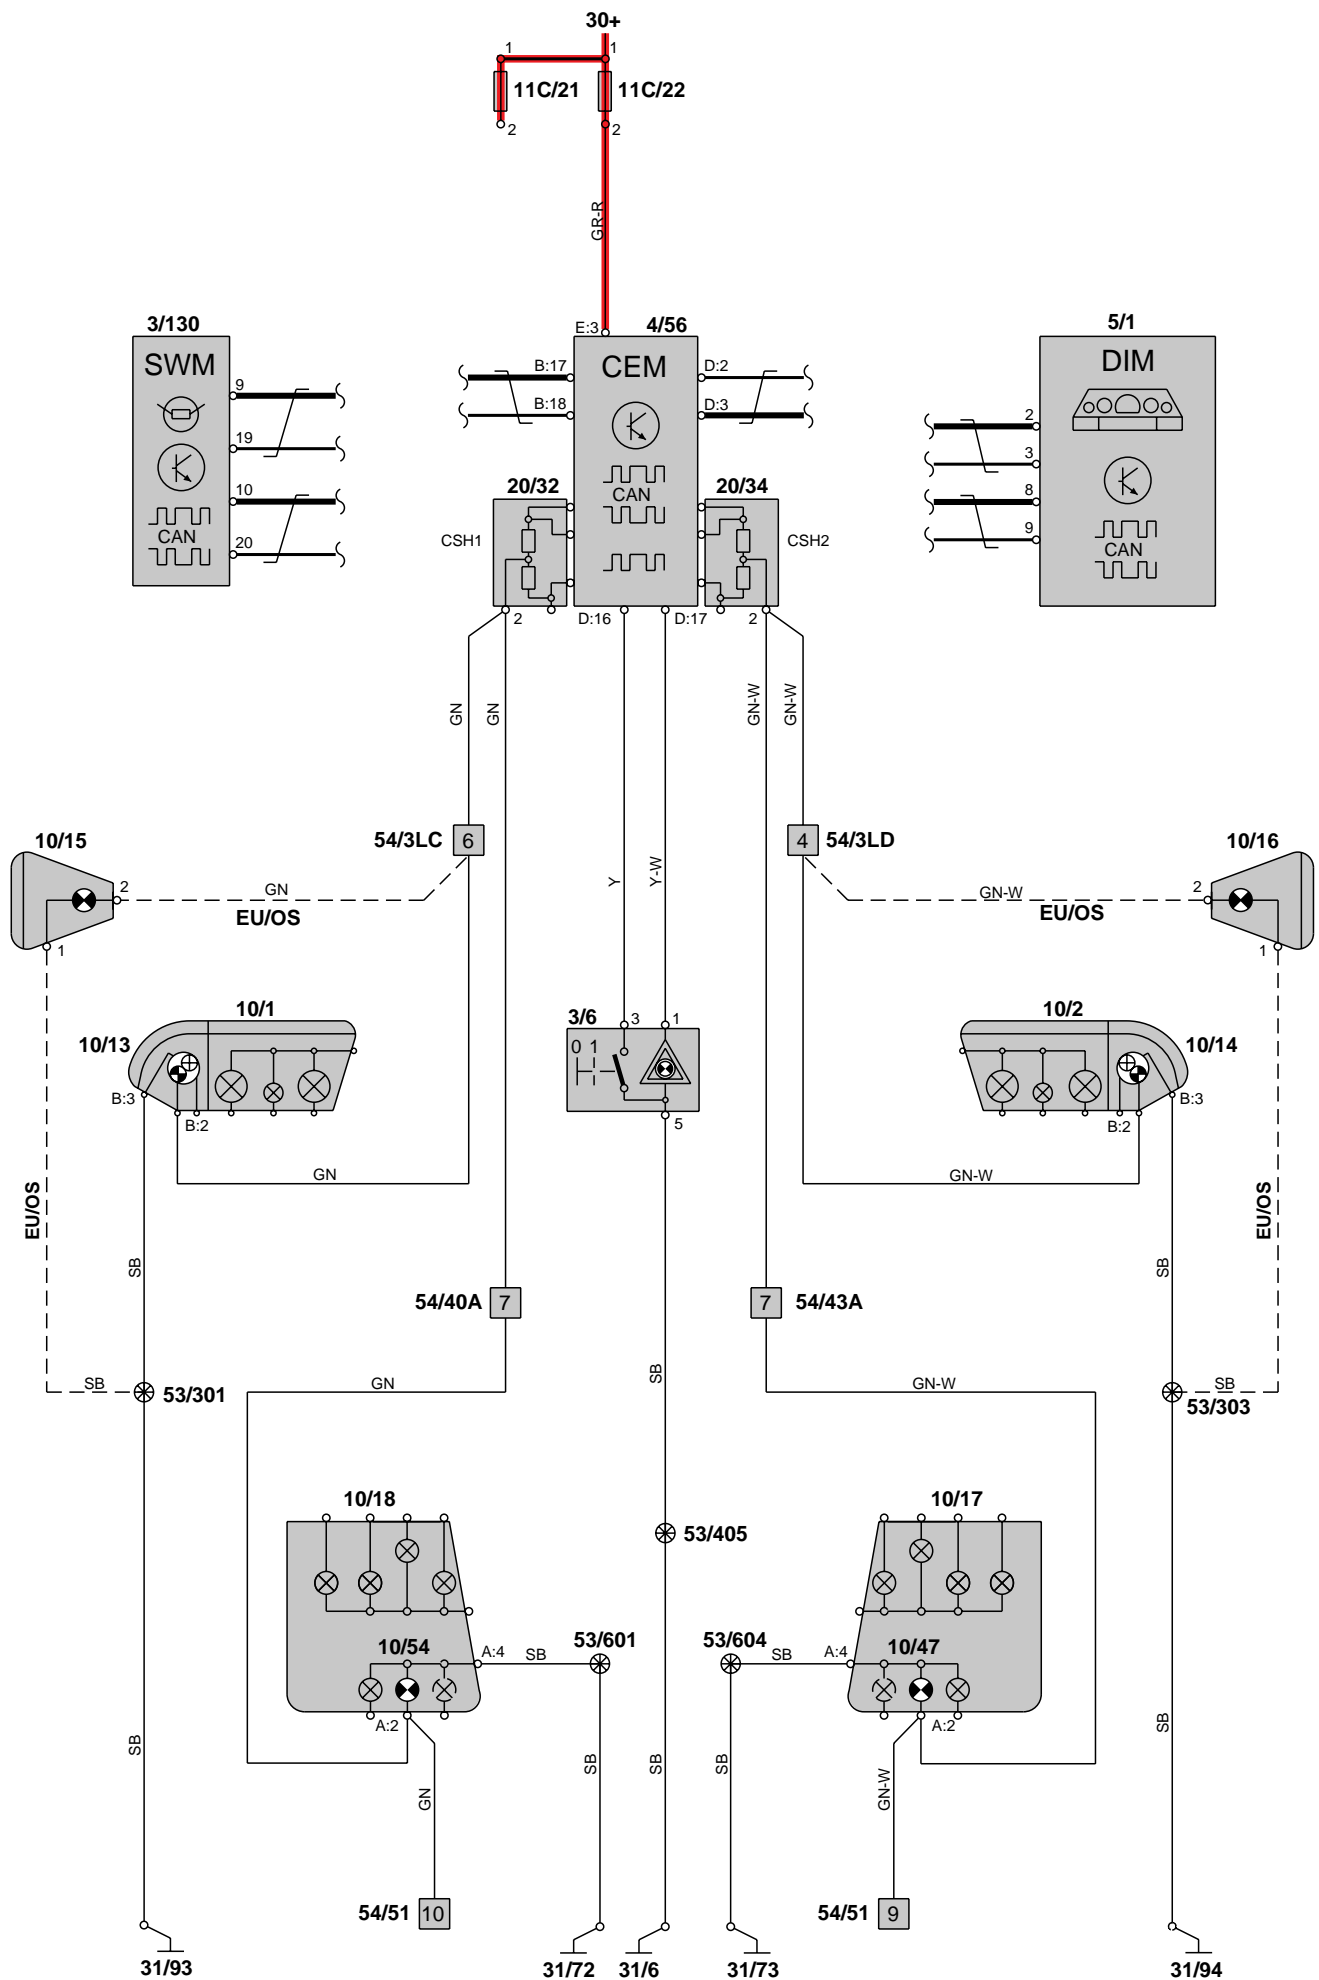 30+
1 1
11C/21 11C/22
2 2
GR-R
3/130 E:3 4/56 5/1
SWM B:17 CEM D:2 DIM
9 B:18 D:3 2
19 3
10 20/32 CAN 20/34 8
CAN 20 CSH1 CSH2 9 CAN
2 D:16 D:17 2
GN GN GN-W GN-W
10/15 54/3LC 6 4 54/3LD 10/16
2 GN Y Y-W GN-W 2
EU/OS EU/OS
1 1
10/1 3/6 3 1 10/2
10/13 0 1 10/14
B:3 B:2 5 B:2 B:3
GN GN-W
EU/OS EU/OS
SB SB
54/40A 7 7 54/43A
SB GN SB GN-W SB
53/301 53/303
10/18 10/17
53/405
10/54 A:4 SB 53/601 53/604 SB A:4 10/47
A:2 A:2
SB GN SB SB SB GN-W SB
54/51 10 54/51 9
31/93 31/72 31/6 31/73 31/94